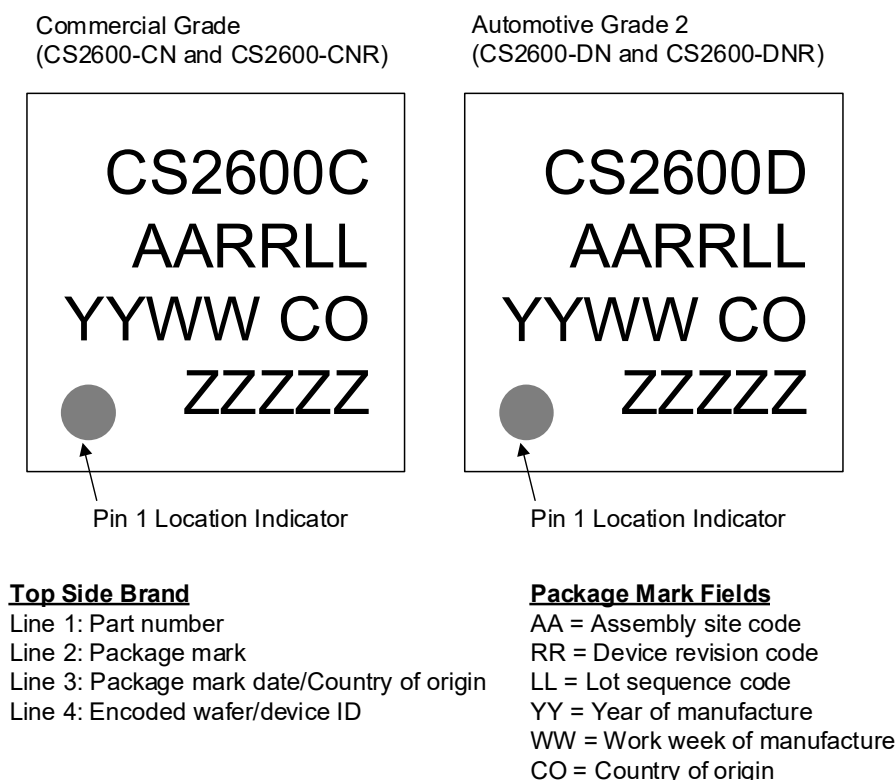 Commercial Grade
(CS2600-CN and CS2600-CNR)
CS2600C
AARRLL
YYWW CO
ZZZZZ
Pin 1 Location Indicator
Automotive Grade 2
(CS2600-DN and CS2600-DNR)
CS2600D
AARRLL
YYWW CO
ZZZZZ
Pin 1 Location Indicator
Top Side Brand
Line 1: Part number
Line 2: Package mark
Line 3: Package mark date/Country of origin
Line 4: Encoded wafer/device ID
Package Mark Fields
AA = Assembly site code
RR = Device revision code
LL = Lot sequence code
YY = Year of manufacture
WW = Work week of manufacture
CO = Country of origin